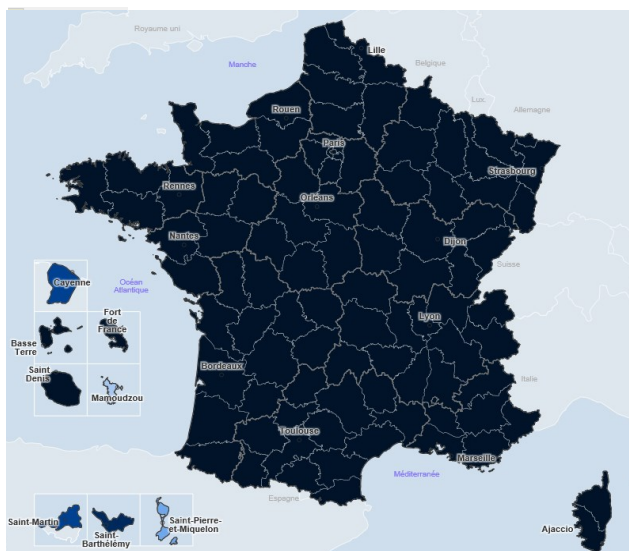 Royaume uni
Lille
Manche
Belgique
Lux.
Allemagne
Rouen
Paris
Strasbourg
Rennes
Orléans
Nantes
Dijon
Suisse
Cayenne
Océan
Atlantique
Lyon
Fort
de
France
Basse
Terre
Saint
Denis
Bordeaux
Italie
Mamoudzou
Toulouse
Marseille
Méditerranée
Espagne
Saint-Martin
Saint-
Barthélémy
Saint-Pierre-
et-Miquelon
Ajaccio